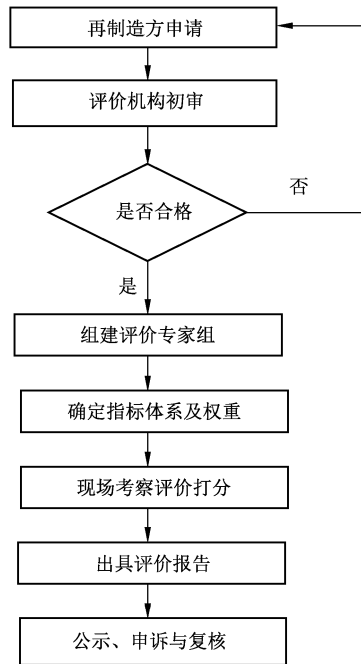 再制造方申请
评价机构初审
是否合格
否
是
组建评价专家组
确定指标体系及权重
现场考察评价打分
出具评价报告
公示、申诉与复核